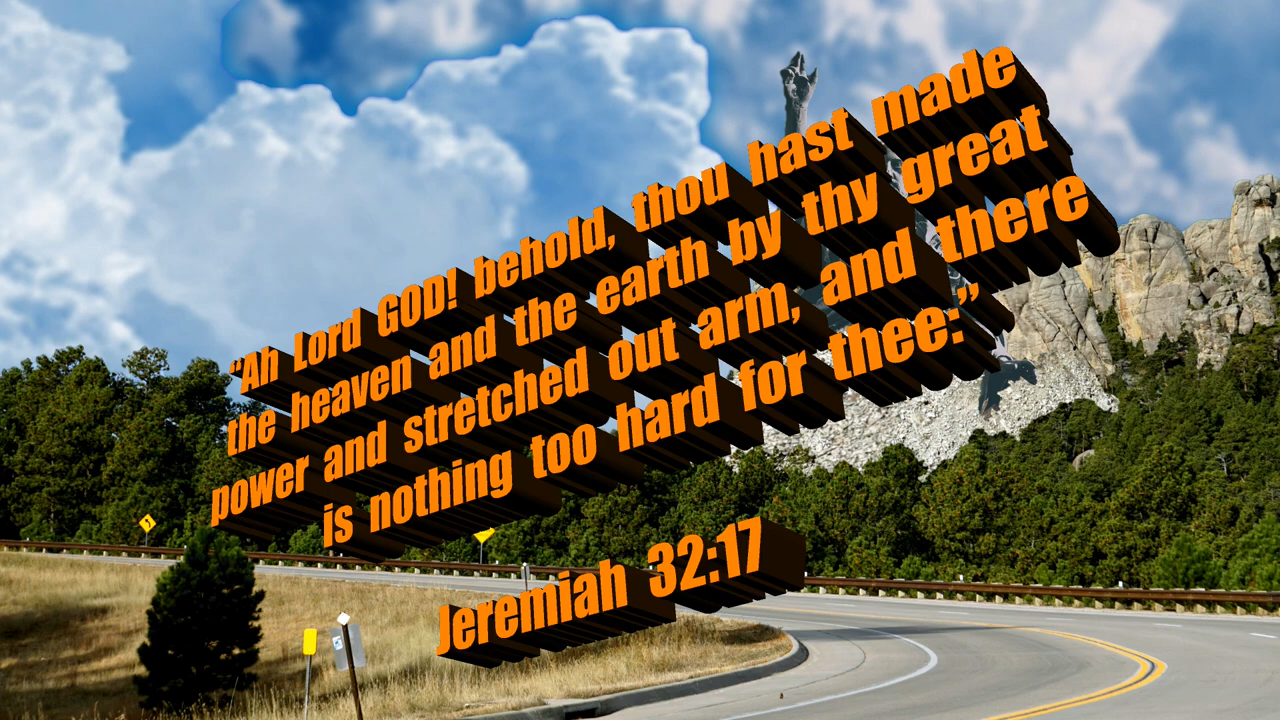 “Ah Lord GOD! behold, thou hast made
the heaven and the earth by thy great
power and stretched out arm, and there
is nothing too hard for thee:”
Jeremiah 32:17